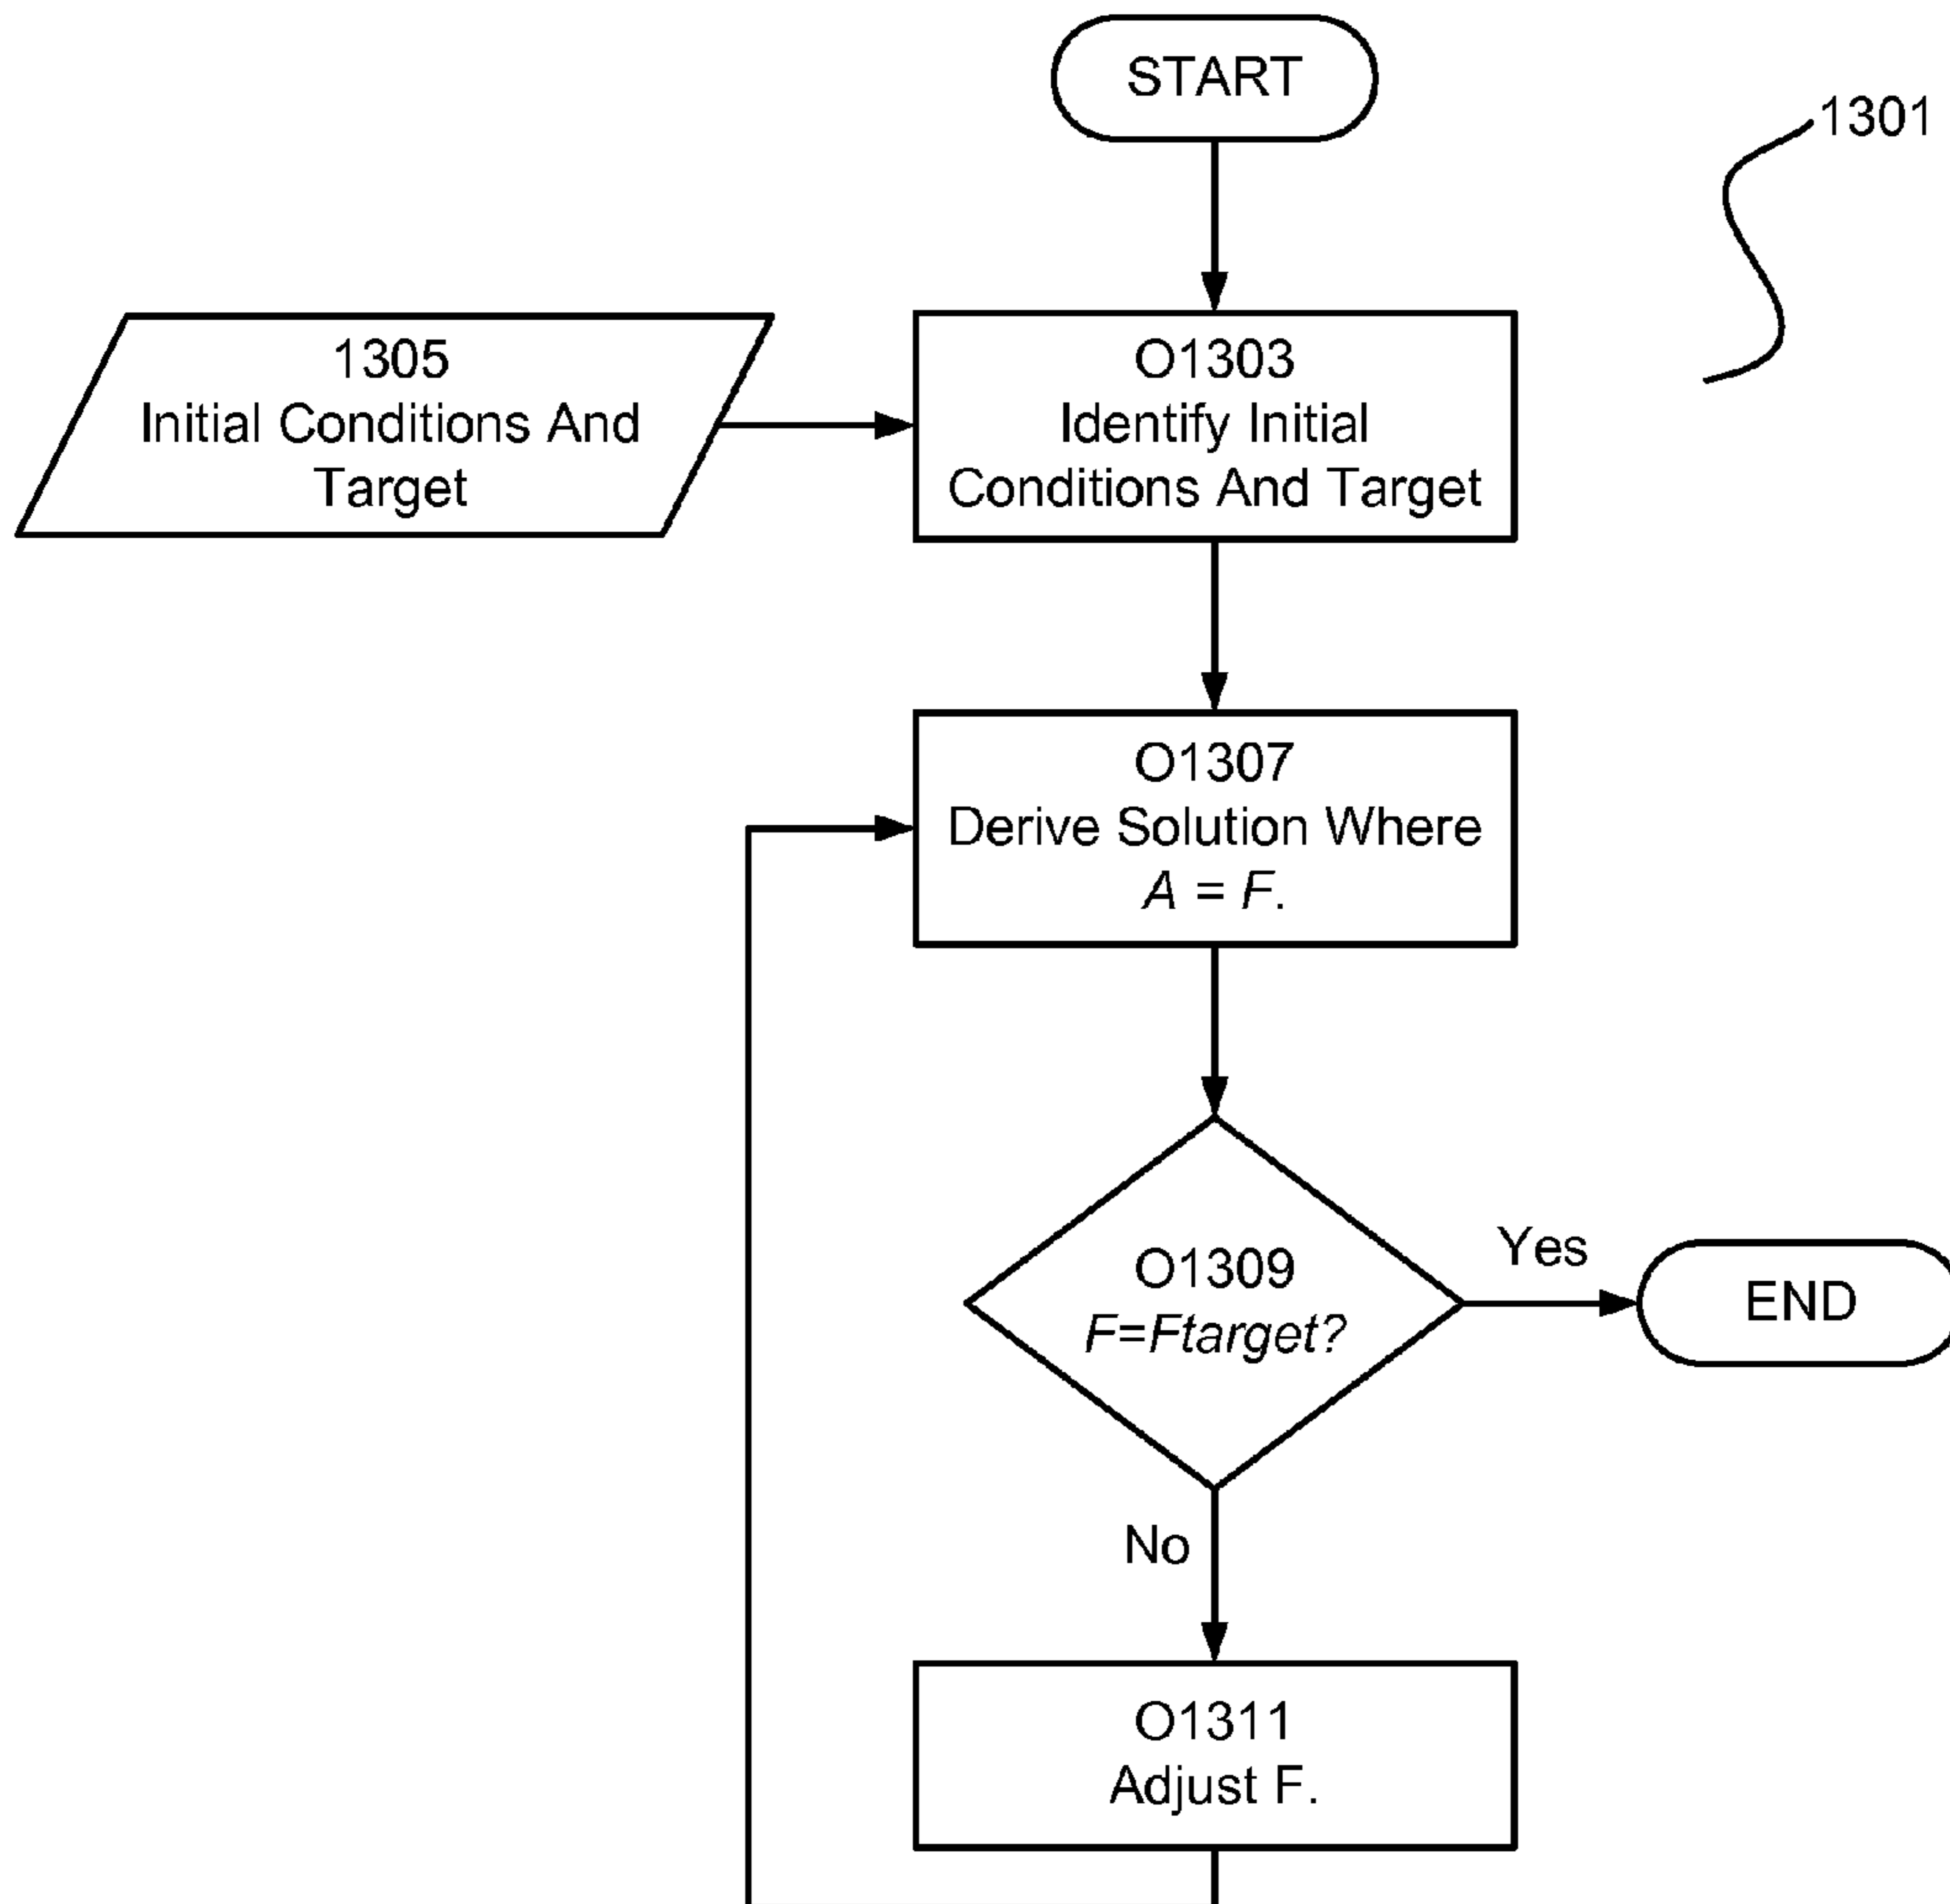 START
1301
1305
Initial Conditions And
Target
O1303
Identify Initial
Conditions And Target
O1307
Derive Solution Where
A = F.
O1309
F=Ftarget?
Yes
END
No
O1311
Adjust F.